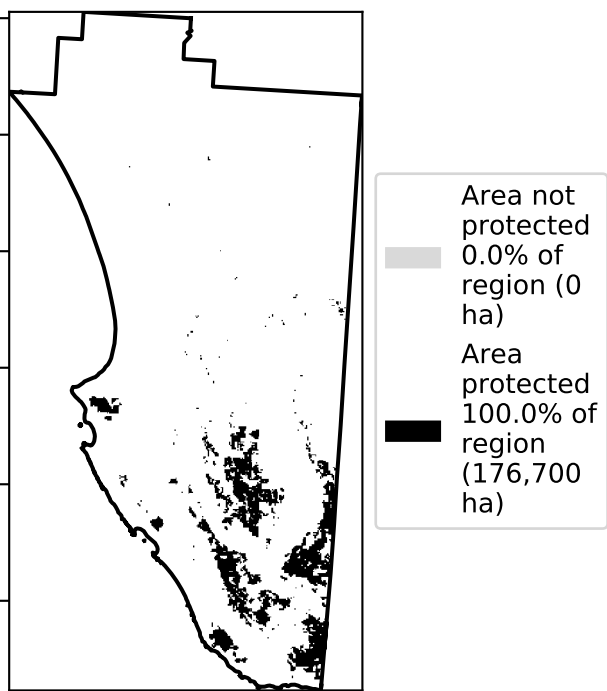 Area not
protected
0.0% of
region (0
ha)
Area
protected
100.0% of
region
(176,700
ha)